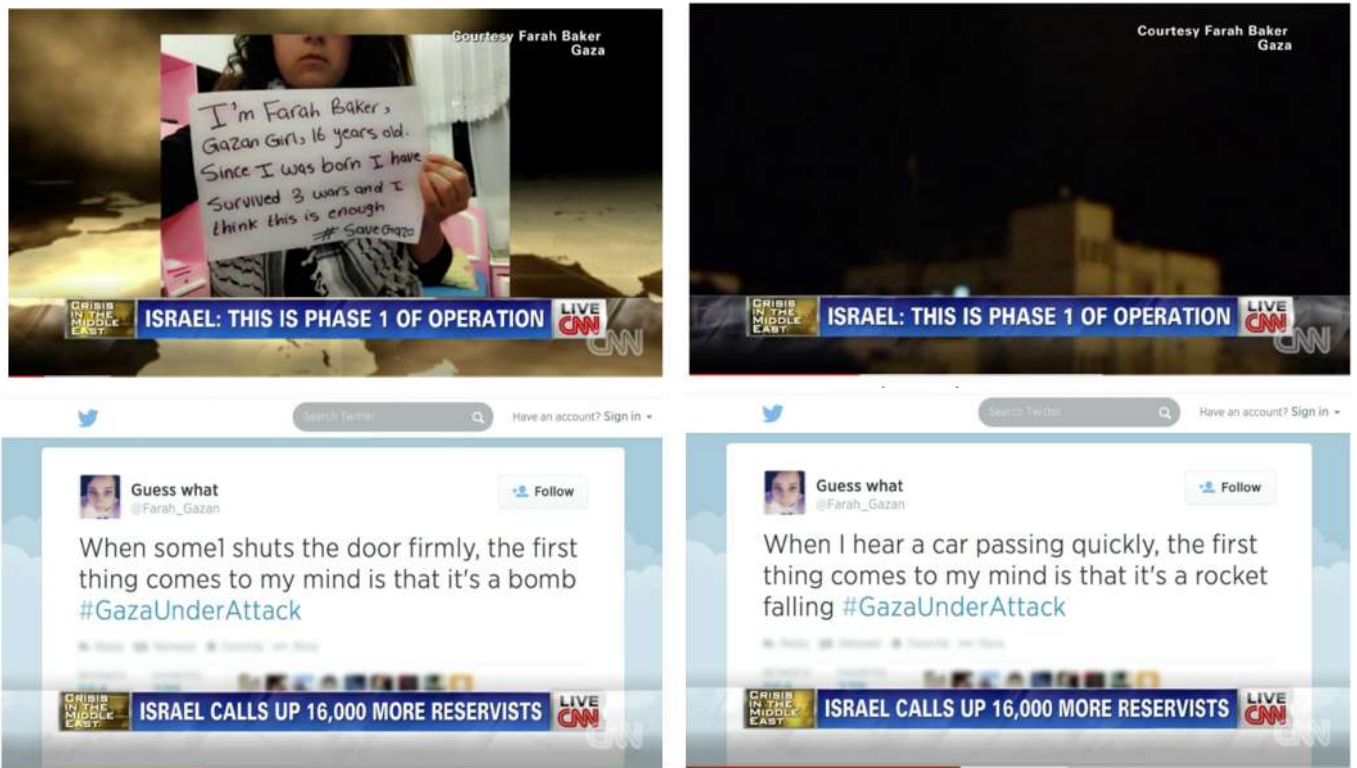 Courtesy Farah Baker
Gaza
I'm Farah Baker,
Gazan Girl, 16 years old.
Since I was born I have
survived 3 wars and I
think this is enough
# SaveGaza
CRISIS
IN THE
MIDDLE
EAST
ISRAEL: THIS IS PHASE 1 OF OPERATION
LIVE
CNN
CNN
Courtesy Farah Baker
Gaza
CRISIS
IN THE
MIDDLE
EAST
ISRAEL: THIS IS PHASE 1 OF OPERATION
LIVE
CNN
CNN
Search Twitter
Have an account? Sign in
Guess what
@Farah_Gazan
Follow
When some1 shuts the door firmly, the first
thing comes to my mind is that it's a bomb
#GazaUnderAttack
CRISIS
IN THE
MIDDLE
EAST
ISRAEL CALLS UP 16,000 MORE RESERVISTS
LIVE
CNN
CNN
Search Twitter
Have an account? Sign in
Guess what
@Farah_Gazan
Follow
When I hear a car passing quickly, the first
thing comes to my mind is that it's a rocket
falling #GazaUnderAttack
CRISIS
IN THE
MIDDLE
EAST
ISRAEL CALLS UP 16,000 MORE RESERVISTS
LIVE
CNN
CNN